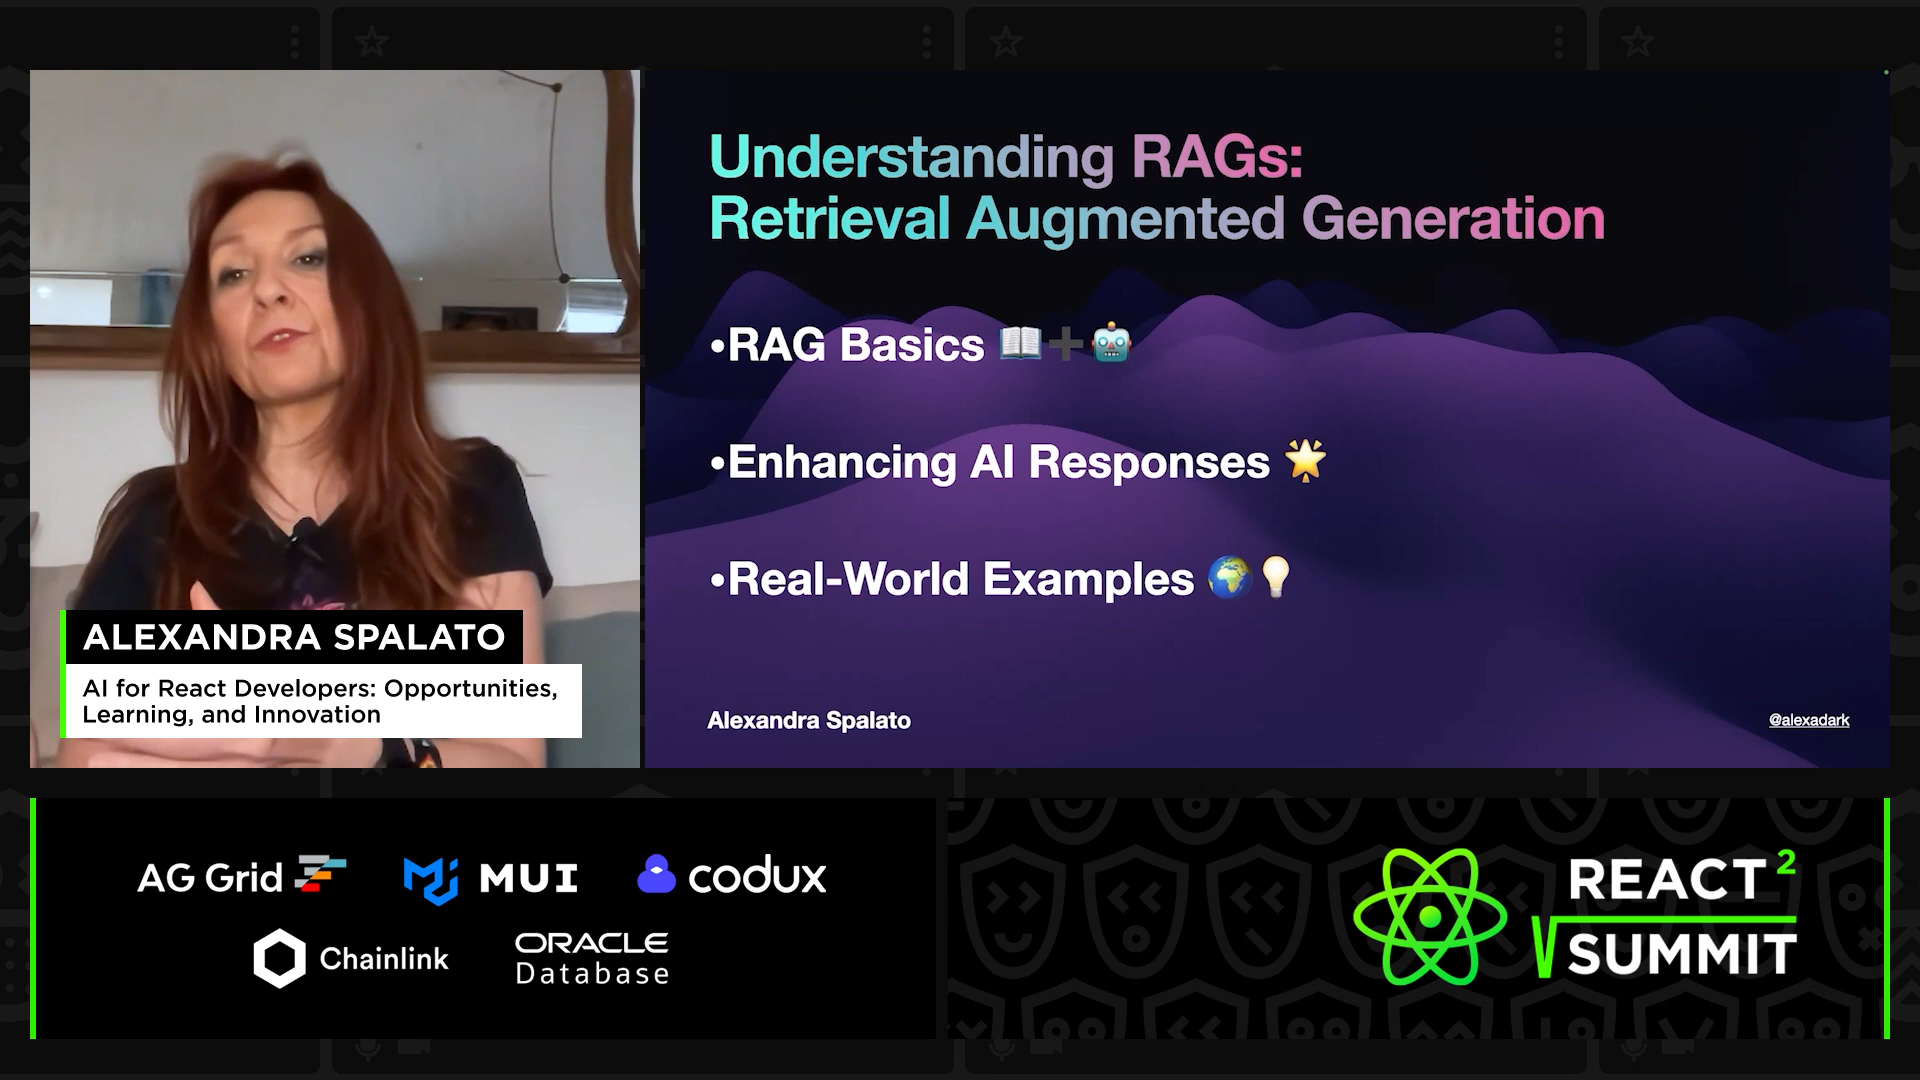 Understanding RAGs:
Retrieval Augmented Generation
•RAG Basics 📖➕🤖
•Enhancing AI Responses 🌟
•Real-World Examples 🌍💡
Alexandra Spalato
@alexadark
ALEXANDRA SPALATO
AI for React Developers: Opportunities,
Learning, and Innovation
AG Grid
MUI
codux
Chainlink
ORACLE
Database
REACT 2
SUMMIT